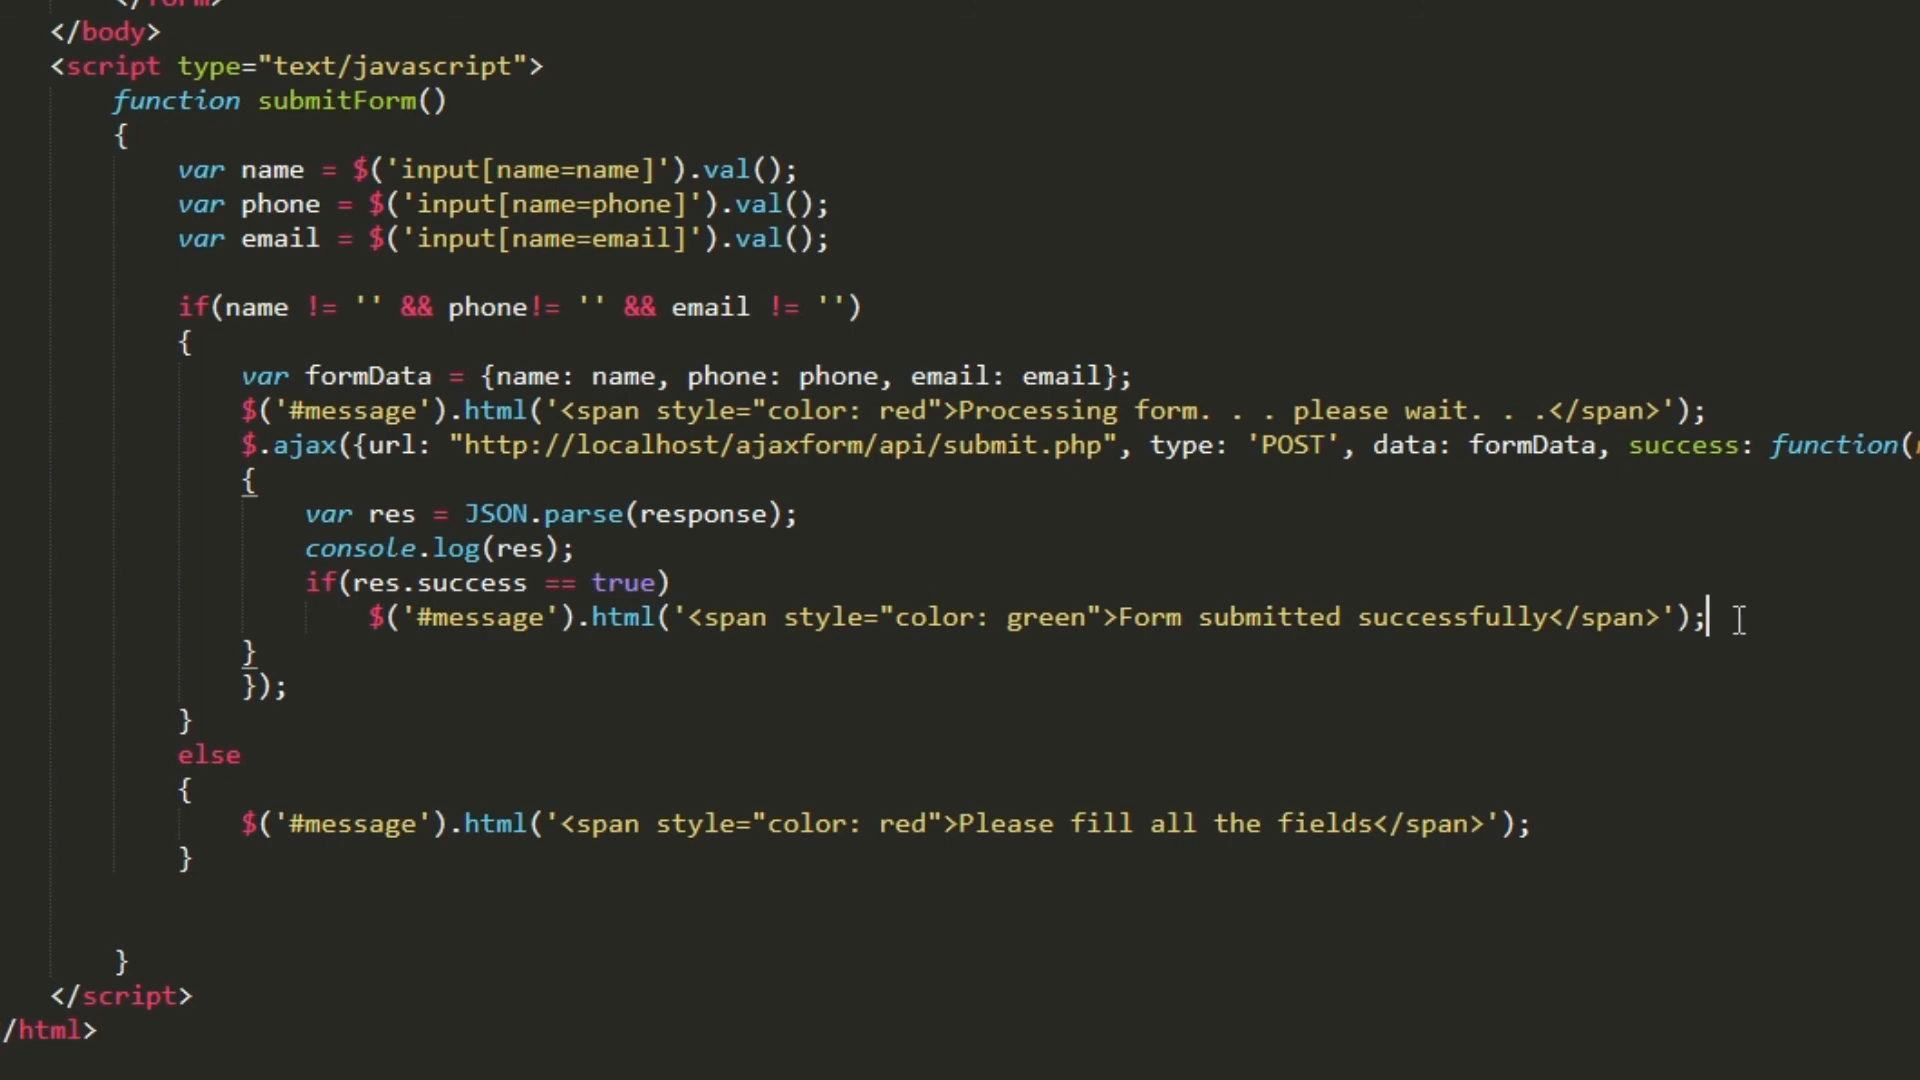 </form>
</body>
<script type="text/javascript">
function submitForm()
{
var name = $('input[name=name]').val();
var phone = $('input[name=phone]').val();
var email = $('input[name=email]').val();
if(name != '' && phone!= '' && email != '')
{
var formData = {name: name, phone: phone, email: email};
$('#message').html('<span style="color: red">Processing form. . . please wait. . .</span>');
$.ajax({url: "http://localhost/ajaxform/api/submit.php", type: 'POST', data: formData, success: function(
{
var res = JSON.parse(response);
console.log(res);
if(res.success == true)
$('#message').html('<span style="color: green">Form submitted successfully</span>');
}
});
}
else
{
$('#message').html('<span style="color: red">Please fill all the fields</span>');
}
}
</script>
/html>